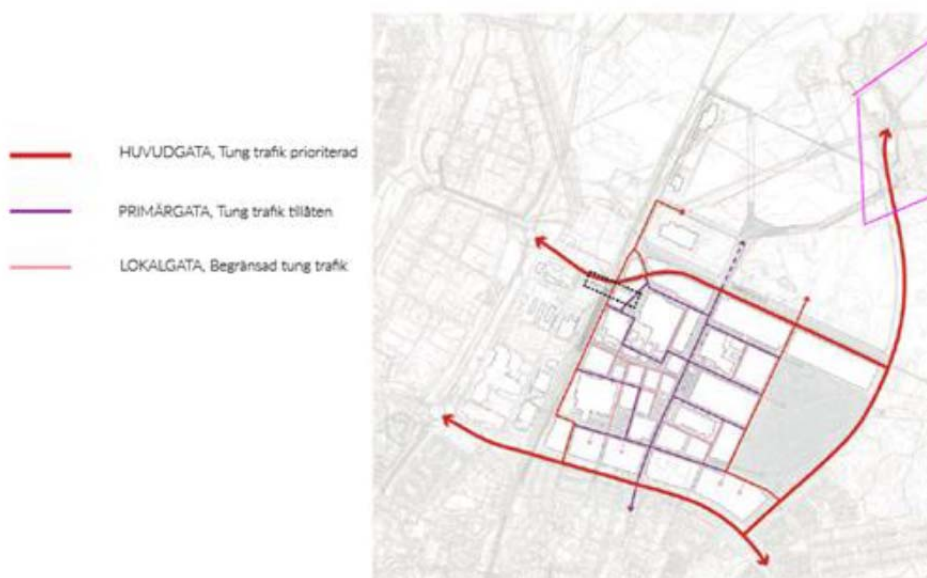 HUVUDGATA, Tung trafik prioriterad
PRIMÄRGATA, Tung trafik tillåten
LOKALGATA, Begränsad tung trafik